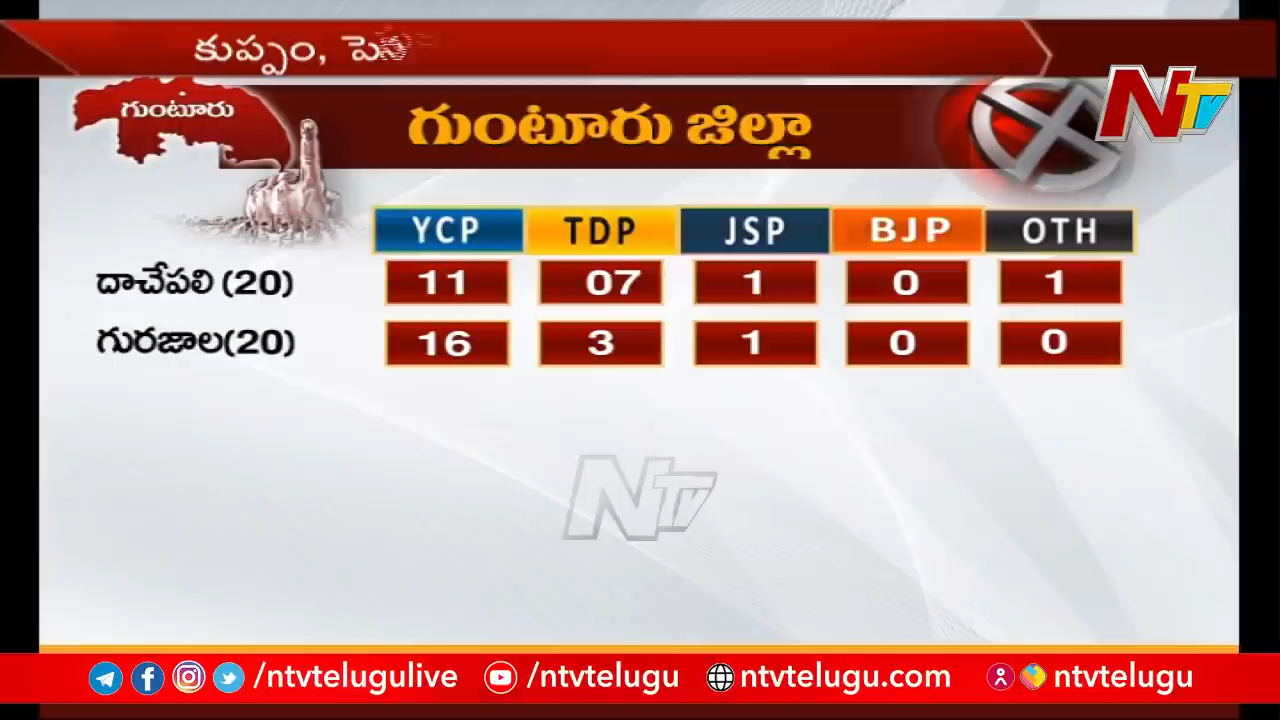 కుప్పం,
NTV
గుంటూరు
గుంటూరు జిల్లా
YCP TDP JSP BJP OTH
దాచేపలి (20) 11 07 1 0 1
గురజాల(20) 16 3 1 0 0
NTV
/ntvtelugulive /ntvtelugu ntvtelugu.com ntvtelugu